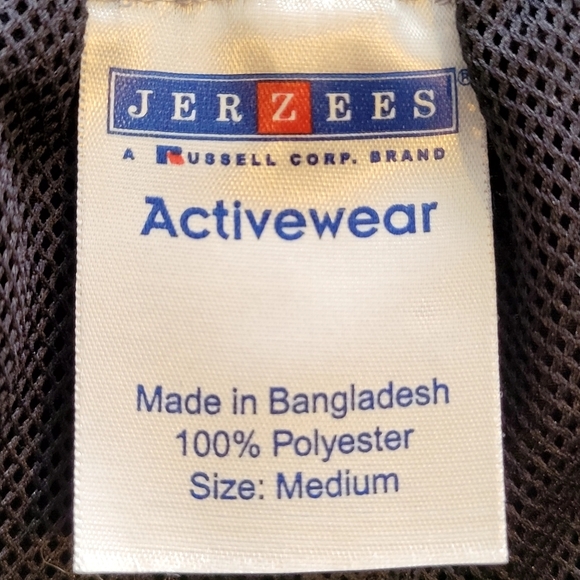 JERZEES®
A RUSSELL CORP. BRAND
Activewear
Made in Bangladesh
100% Polyester
Size: Medium